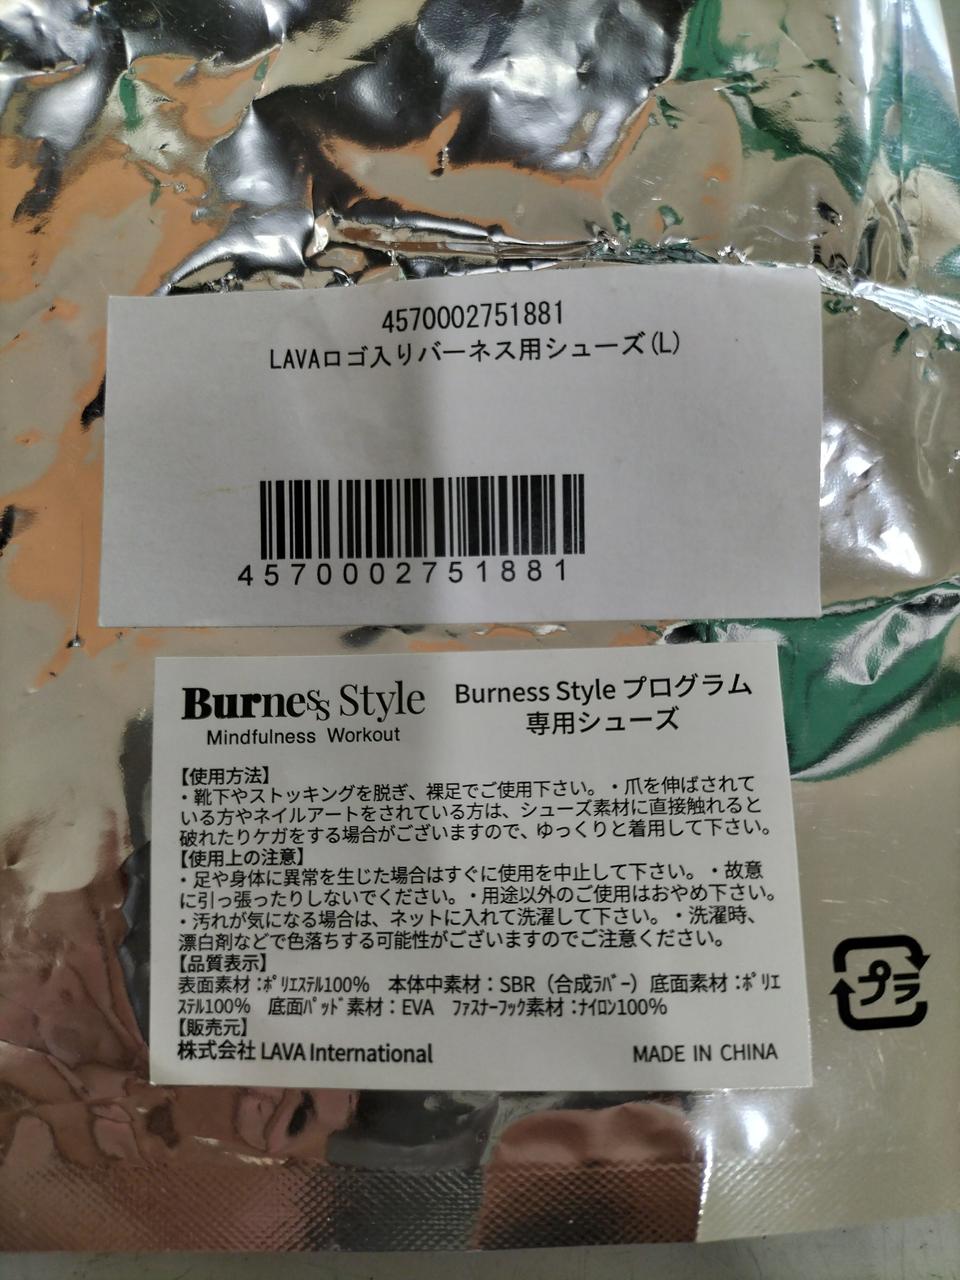 4570002751881
LAVAロゴ入りバーネス用シューズ(L)
4570002751881
Burness Style
Mindfulness Workout
Burness Style プログラム
専用シューズ
【使用方法】
・靴下やストッキングを脱ぎ、裸足でご使用下さい。・爪を伸ばされて
いる方やネイルアートをされている方は、シューズ素材に直接触れると
破れたりケガをする場合がございますので、ゆっくりと着用して下さい。
【使用上の注意】
・足や身体に異常を生じた場合はすぐに使用を中止して下さい。・故意
に引っ張ったりしないでください。・用途以外のご使用はおやめ下さい。
・汚れが気になる場合は、ネットに入れて洗濯して下さい。・洗濯時、
漂白剤などで色落ちする可能性がございますのでご注意ください。
【品質表示】
表面素材:ﾎﾟﾘｴｽﾃﾙ100% 本体中素材:SBR(合成ﾗﾊﾞｰ)底面素材:ﾎﾟﾘｴ
ｽﾃﾙ100% 底面ﾊﾟｯﾄﾞ素材:EVA ﾌｧｽﾅｰﾌｯｸ素材:ﾅｲﾛﾝ100%
【販売元】
株式会社 LAVA International
MADE IN CHINA
プラ